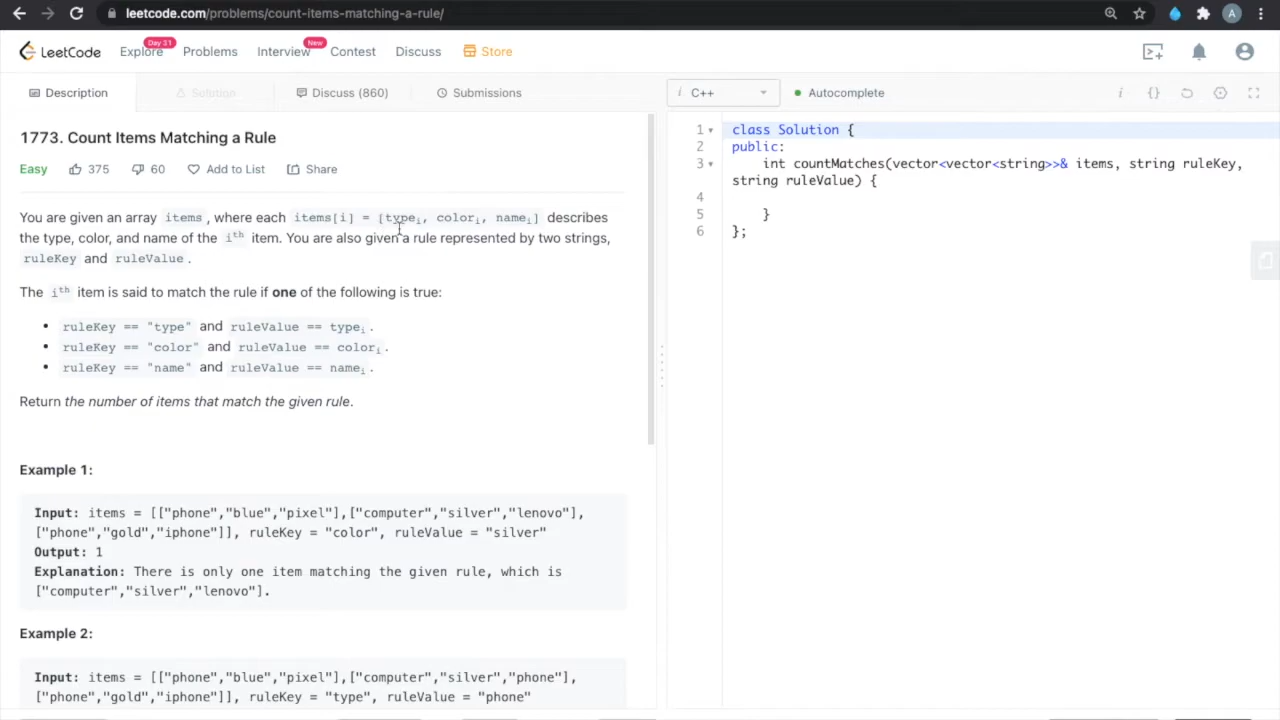 leetcode.com/problems/count-items-matching-a-rule/
A
LeetCode
Explore
Day 31
Problems
Interview
New
Contest
Discuss
Store
Description
Solution
Discuss (860)
Submissions
i C++
Autocomplete
1773. Count Items Matching a Rule
Easy
375
60
Add to List
Share
You are given an array items, where each items[i] = [typeᵢ, colorᵢ, nameᵢ] describes
the type, color, and name of the iᵗʰ item. You are also given a rule represented by two strings,
ruleKey and ruleValue.
The iᵗʰ item is said to match the rule if one of the following is true:
• ruleKey == "type" and ruleValue == typeᵢ.
• ruleKey == "color" and ruleValue == colorᵢ.
• ruleKey == "name" and ruleValue == nameᵢ.
Return the number of items that match the given rule.
Example 1:
Input: items = [["phone","blue","pixel"],["computer","silver","lenovo"],
["phone","gold","iphone"]], ruleKey = "color", ruleValue = "silver"
Output: 1
Explanation: There is only one item matching the given rule, which is
["computer","silver","lenovo"].
Example 2:
Input: items = [["phone","blue","pixel"],["computer","silver","phone"],
["phone","gold","iphone"]], ruleKey = "type", ruleValue = "phone"
1 class Solution {
2 public:
3 int countMatches(vector<vector<string>>& items, string ruleKey,
string ruleValue) {
4
5 }
6 };